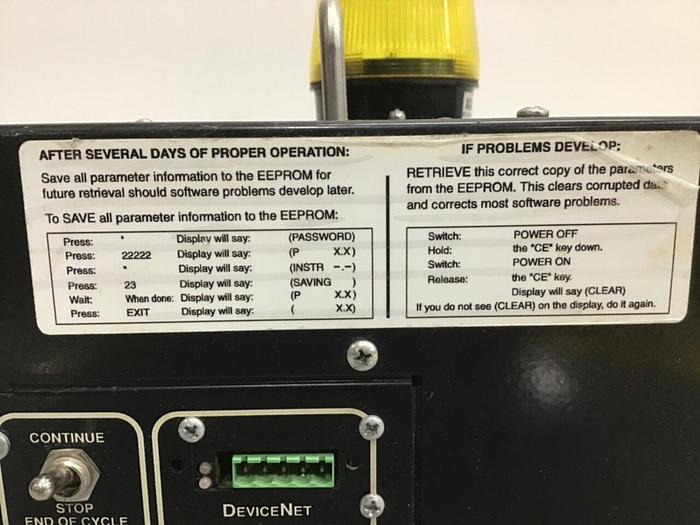 AFTER SEVERAL DAYS OF PROPER OPERATION:
Save all parameter information to the EEPROM for
future retrieval should software problems develop later.
To SAVE all parameter information to the EEPROM:
Press: * Display will say: (PASSWORD)
Press: 22222 Display will say: (P X.X)
Press: * Display will say: (INSTR -.-)
Press: 23 Display will say: (SAVING )
Wait: When done: Display will say: (P X.X)
Press: EXIT Display will say: ( X.X)
IF PROBLEMS DEVELOP:
RETRIEVE this correct copy of the parameters
from the EEPROM. This clears corrupted data
and corrects most software problems.
Switch: POWER OFF
Hold: the "CE" key down.
Switch: POWER ON
Release: the "CE" key.
Display will say (CLEAR)
If you do not see (CLEAR) on the display, do it again.
CONTINUE
STOP
END OF CYCLE
DEVICENET